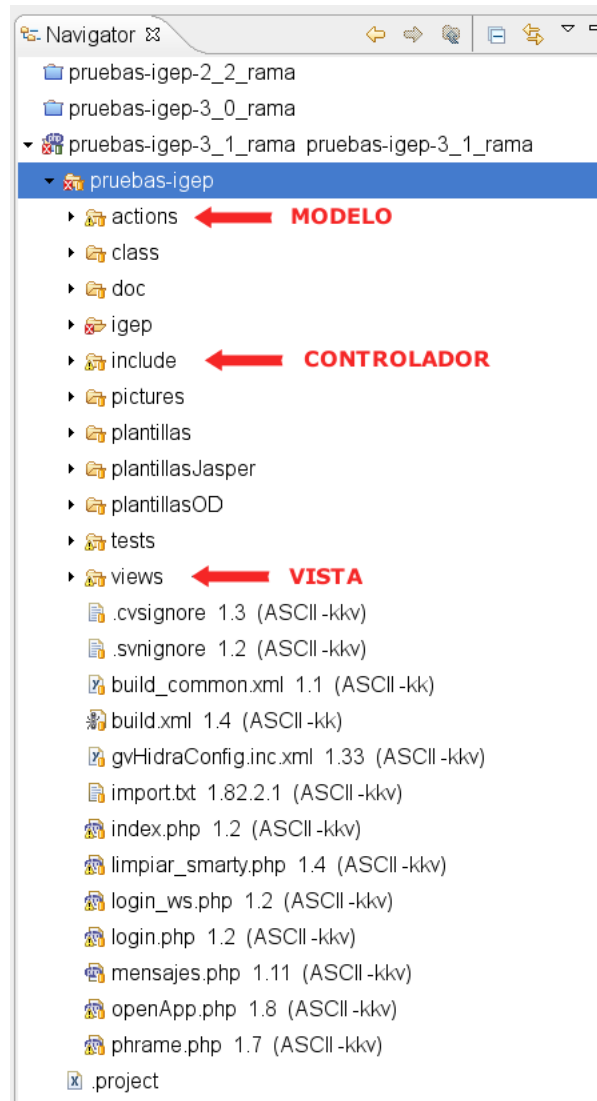 Navigator
pruebas-igep-2_2_rama
pruebas-igep-3_0_rama
pruebas-igep-3_1_rama pruebas-igep-3_1_rama
pruebas-igep
actions MODELO
class
doc
igep
include CONTROLADOR
pictures
plantillas
plantillasJasper
plantillasOD
tests
views VISTA
.cvsignore 1.3 (ASCII -kkv)
.svnignore 1.2 (ASCII -kkv)
build_common.xml 1.1 (ASCII -kk)
build.xml 1.4 (ASCII -kk)
gvHidraConfig.inc.xml 1.33 (ASCII -kkv)
import.txt 1.82.2.1 (ASCII -kkv)
index.php 1.2 (ASCII -kkv)
limpiar_smarty.php 1.4 (ASCII -kkv)
login_ws.php 1.2 (ASCII -kkv)
login.php 1.2 (ASCII -kkv)
mensajes.php 1.11 (ASCII -kkv)
openApp.php 1.8 (ASCII -kkv)
phrame.php 1.7 (ASCII -kkv)
.project